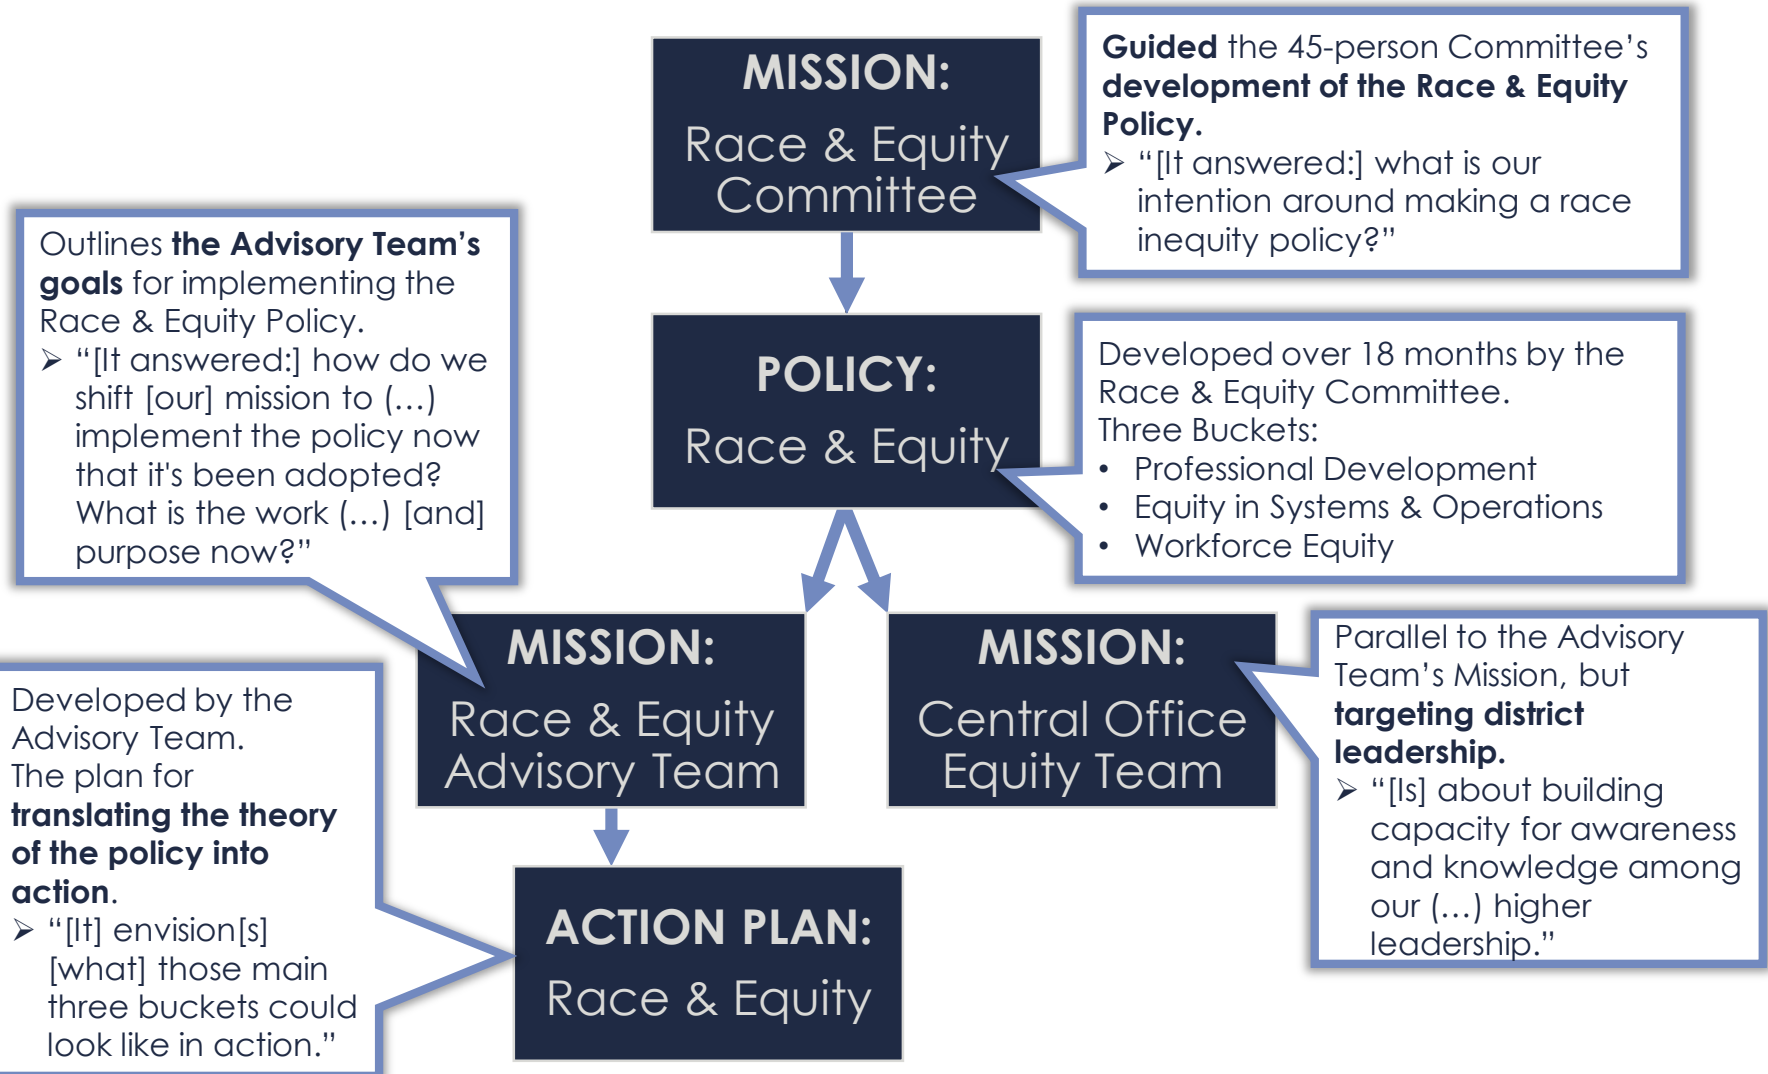 MISSION:
Race & Equity
Committee
Guided the 45-person Committee’s
development of the Race & Equity
Policy.
➢ “[It answered:] what is our
intention around making a race
inequity policy?”
Outlines the Advisory Team’s
goals for implementing the
Race & Equity Policy.
➢ “[It answered:] how do we
shift [our] mission to (…)
implement the policy now
that it's been adopted?
What is the work (…) [and]
purpose now?”
POLICY:
Race & Equity
Developed over 18 months by the
Race & Equity Committee.
Three Buckets:
• Professional Development
• Equity in Systems & Operations
• Workforce Equity
MISSION:
Race & Equity
Advisory Team
MISSION:
Central Office
Equity Team
Parallel to the Advisory
Team’s Mission, but
targeting district
leadership.
➢ “[Is] about building
capacity for awareness
and knowledge among
our (…) higher
leadership.”
Developed by the
Advisory Team.
The plan for
translating the theory
of the policy into
action.
➢ “[It] envision[s]
[what] those main
three buckets could
look like in action.”
ACTION PLAN:
Race & Equity